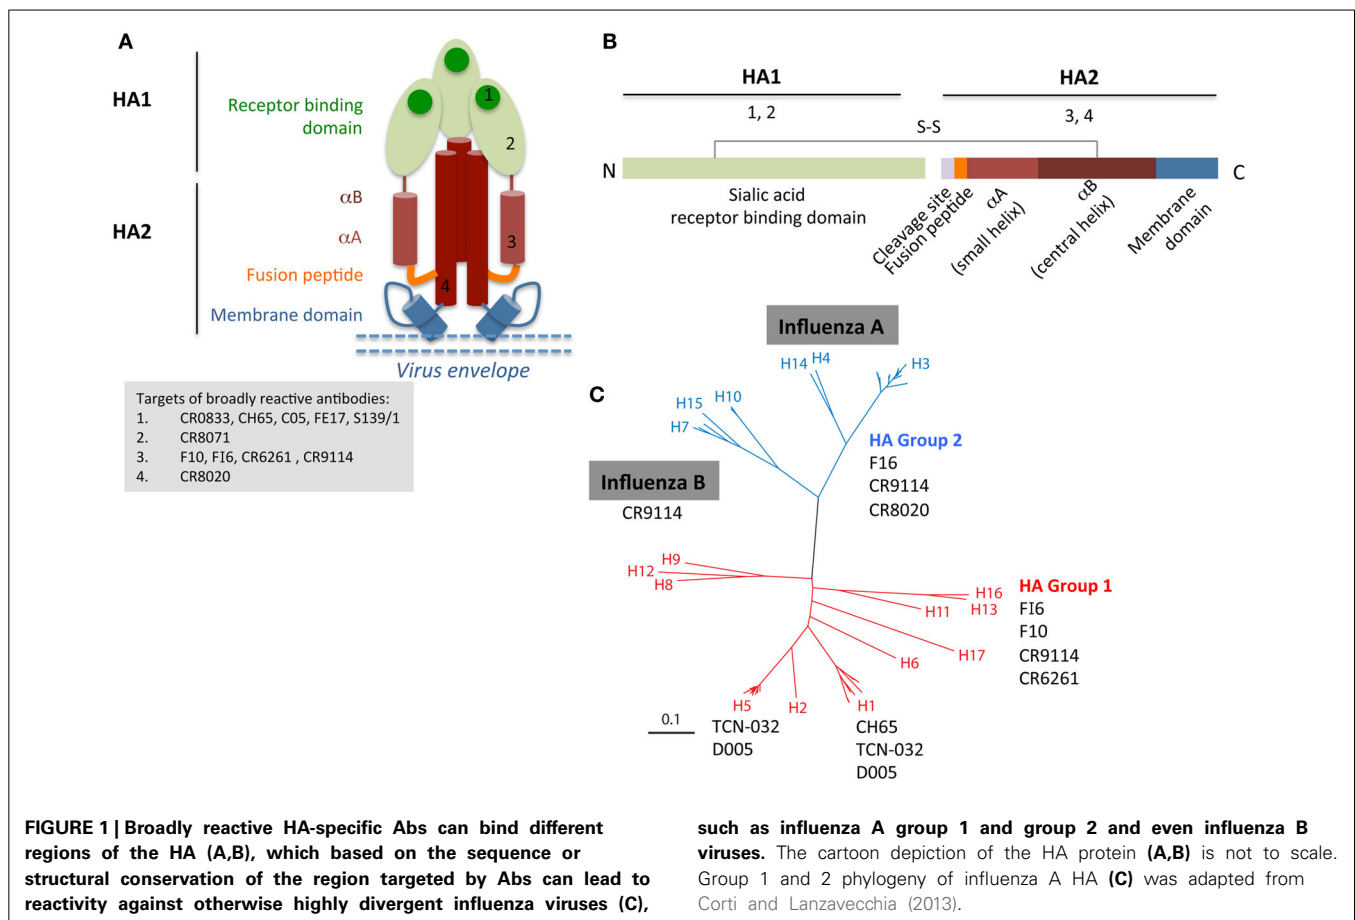 A
HA1
Receptor binding
domain
1
2
HA2
αB
αA
3
Fusion peptide
4
Membrane domain
Virus envelope
Targets of broadly reactive antibodies:
1. CR0833, CH65, C05, FE17, S139/1
2. CR8071
3. F10, FI6, CR6261 , CR9114
4. CR8020
B
HA1
HA2
1, 2
3, 4
S-S
N
C
Sialic acid
receptor binding domain
Cleavage site
Fusion peptide
αA
(small helix)
αB
(central helix)
Membrane
domain
C
Influenza A
H14
H4
H3
H15
H10
H7
HA Group 2
F16
CR9114
CR8020
Influenza B
CR9114
H9
H12
H8
H16
H13
H11
HA Group 1
FI6
F10
CR9114
CR6261
H17
H6
H5
H2
H1
TCN-032
D005
CH65
TCN-032
D005
0.1
FIGURE 1 | Broadly reactive HA-specific Abs can bind different
regions of the HA (A,B), which based on the sequence or
structural conservation of the region targeted by Abs can lead to
reactivity against otherwise highly divergent influenza viruses (C),
such as influenza A group 1 and group 2 and even influenza B
viruses. The cartoon depiction of the HA protein (A,B) is not to scale.
Group 1 and 2 phylogeny of influenza A HA (C) was adapted from
Corti and Lanzavecchia (2013).